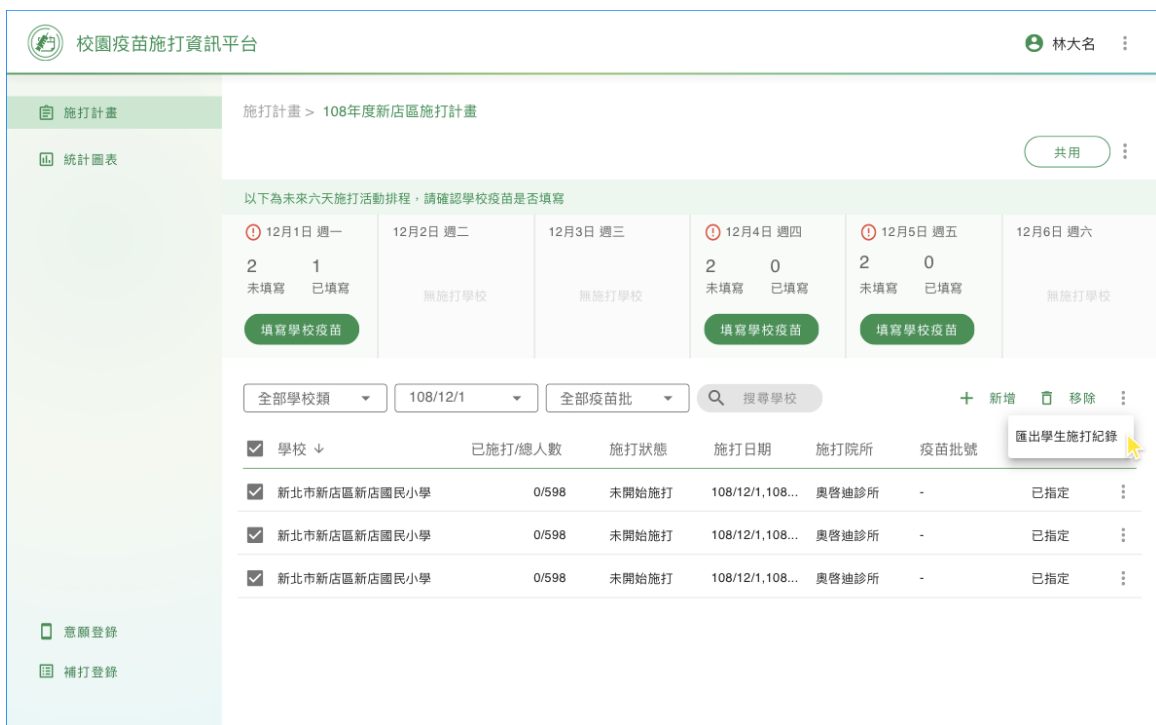 校園疫苗施打資訊平台
林大名
施打計畫
統計圖表
意願登錄
補打登錄
施打計畫 > 108年度新店區施打計畫
共用
以下為未來六天施打活動排程,請確認學校疫苗是否填寫
12月1日 週一
2 1
未填寫 已填寫
填寫學校疫苗
12月2日 週二
無施打學校
12月3日 週三
無施打學校
12月4日 週四
2 0
未填寫 已填寫
填寫學校疫苗
12月5日 週五
2 0
未填寫 已填寫
填寫學校疫苗
12月6日 週六
無施打學校
全部學校類 108/12/1 全部疫苗批 搜尋學校 新增 移除
匯出學生施打紀錄
學校 已施打/總人數 施打狀態 施打日期 施打院所 疫苗批號
新北市新店區新店國民小學 0/598 未開始施打 108/12/1,108... 奧啓迪診所 - 已指定
新北市新店區新店國民小學 0/598 未開始施打 108/12/1,108... 奧啓迪診所 - 已指定
新北市新店區新店國民小學 0/598 未開始施打 108/12/1,108... 奧啓迪診所 - 已指定